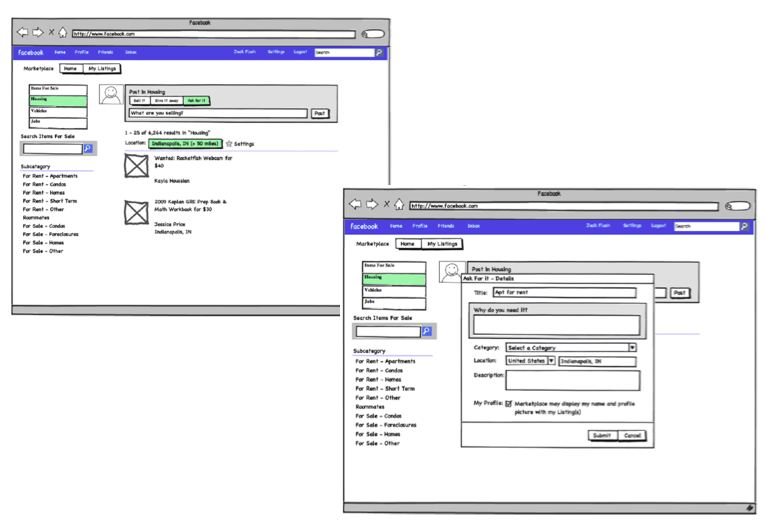 Facebook
http://www.facebook.com
facebook Home Profile Friends Inbox Settings Logout Search
Marketplace Home My Listings
Items For Sale
Housing
Vehicles
Jobs
Search Items For Sale
Subcategory
For Rent - Apartments
For Rent - Condos
For Rent - Homes
For Rent - Short Term
For Rent - Other
Roommates
For Sale - Condos
For Sale - Foreclosures
For Sale - Homes
For Sale - Other
Post in Housing
Sell it Give it away Ask for it
What are you selling? Post
1 - 25 of 4,264 results in "Housing"
Location: Indianapolis, IN (+ 50 miles) Settings
Wanted: Rocketfish Webcam for
$40
Kayla Houssian
2009 Kaplan GRE Prep Book &
Math Workbook for $30
Jessica Price
Indianapolis, IN
Facebook
http://www.facebook.com
facebook Home Profile Friends Inbox Settings Logout Search
Marketplace Home My Listings
Items For Sale
Housing
Vehicles
Jobs
Search Items For Sale
Subcategory
For Rent - Apartments
For Rent - Condos
For Rent - Homes
For Rent - Short Term
For Rent - Other
Roommates
For Sale - Condos
For Sale - Foreclosures
For Sale - Homes
For Sale - Other
Post in Housing
Post
Ask For it - Details
Title: Apt for rent
Why do you need it?
Category: Select a Category
Location: United States Indianapolis, IN
Description:
My Profile: Marketplace may display my name and profile
picture with my Listing(s)
Submit Cancel